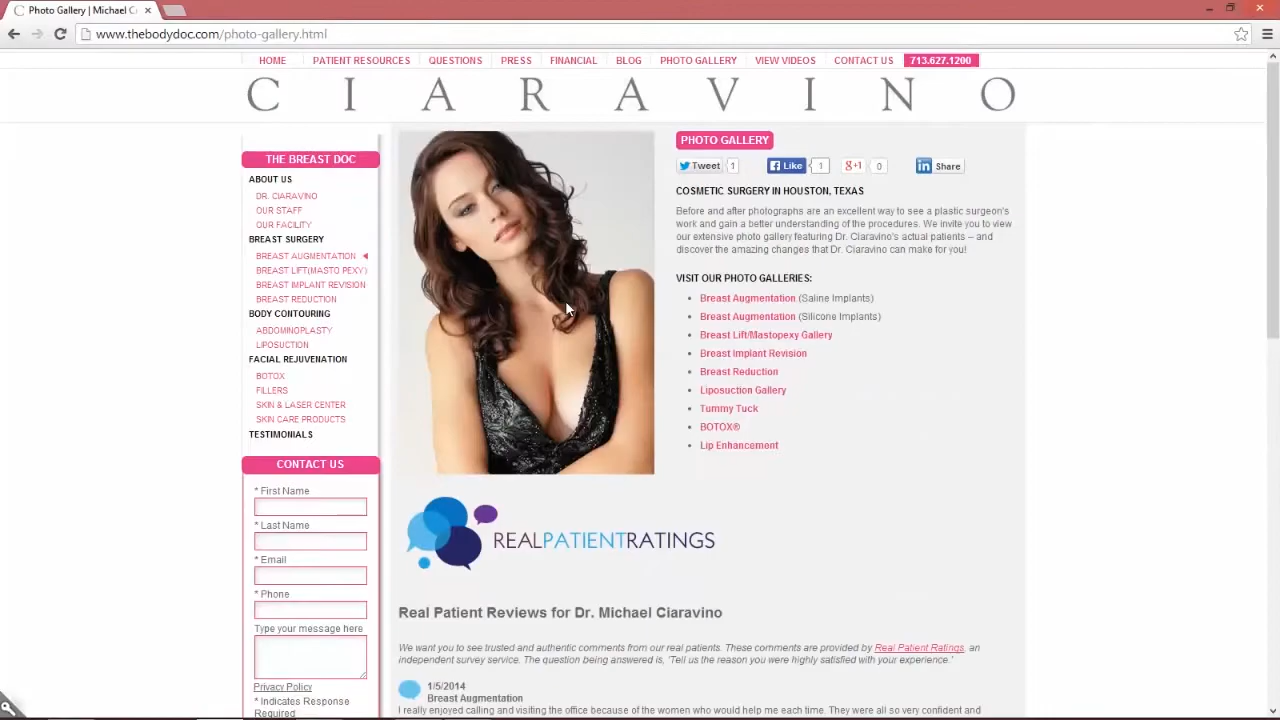 Photo Gallery | Michael C
www.thebodydoc.com/photo-gallery.html
HOME PATIENT RESOURCES QUESTIONS PRESS FINANCIAL BLOG PHOTO GALLERY VIEW VIDEOS CONTACT US 713.627.1200
CIARAVINO
THE BREAST DOC
ABOUT US
DR. CIARAVINO
OUR STAFF
OUR FACILITY
BREAST SURGERY
BREAST AUGMENTATION
BREAST LIFT(MASTO PEXY)
BREAST IMPLANT REVISION
BREAST REDUCTION
BODY CONTOURING
ABDOMINOPLASTY
LIPOSUCTION
FACIAL REJUVENATION
BOTOX
FILLERS
SKIN & LASER CENTER
SKIN CARE PRODUCTS
TESTIMONIALS
CONTACT US
* First Name
* Last Name
* Email
* Phone
Type your message here
Privacy Policy
* Indicates Response
Required
PHOTO GALLERY
Tweet 1 Like 1 g+1 0 in Share
COSMETIC SURGERY IN HOUSTON, TEXAS
Before and after photographs are an excellent way to see a plastic surgeon's
work and gain a better understanding of the procedures. We invite you to view
our extensive photo gallery featuring Dr. Ciaravino's actual patients – and
discover the amazing changes that Dr. Ciaravino can make for you!
VISIT OUR PHOTO GALLERIES:
Breast Augmentation (Saline Implants)
Breast Augmentation (Silicone Implants)
Breast Lift/Mastopexy Gallery
Breast Implant Revision
Breast Reduction
Liposuction Gallery
Tummy Tuck
BOTOX®
Lip Enhancement
REALPATIENTRATINGS
Real Patient Reviews for Dr. Michael Ciaravino
We want you to see trusted and authentic comments from our real patients. These comments are provided by Real Patient Ratings, an
independent survey service. The question being answered is, 'Tell us the reason you were highly satisfied with your experience.'
1/5/2014
Breast Augmentation
I really enjoyed calling and visiting the office because of the women who would help me each time. They were all so very confident and